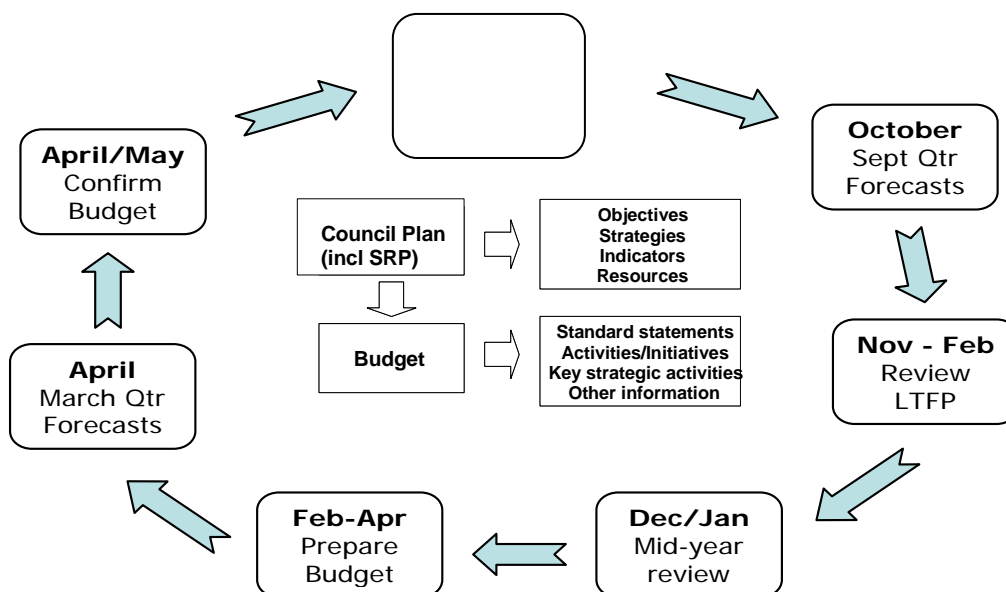 April/May
Confirm
Budget
October
Sept Qtr
Forecasts
Council Plan
(incl SRP)
Objectives
Strategies
Indicators
Resources
Budget
Standard statements
Activities/Initiatives
Key strategic activities
Other information
April
March Qtr
Forecasts
Nov - Feb
Review
LTFP
Feb-Apr
Prepare
Budget
Dec/Jan
Mid-year
review